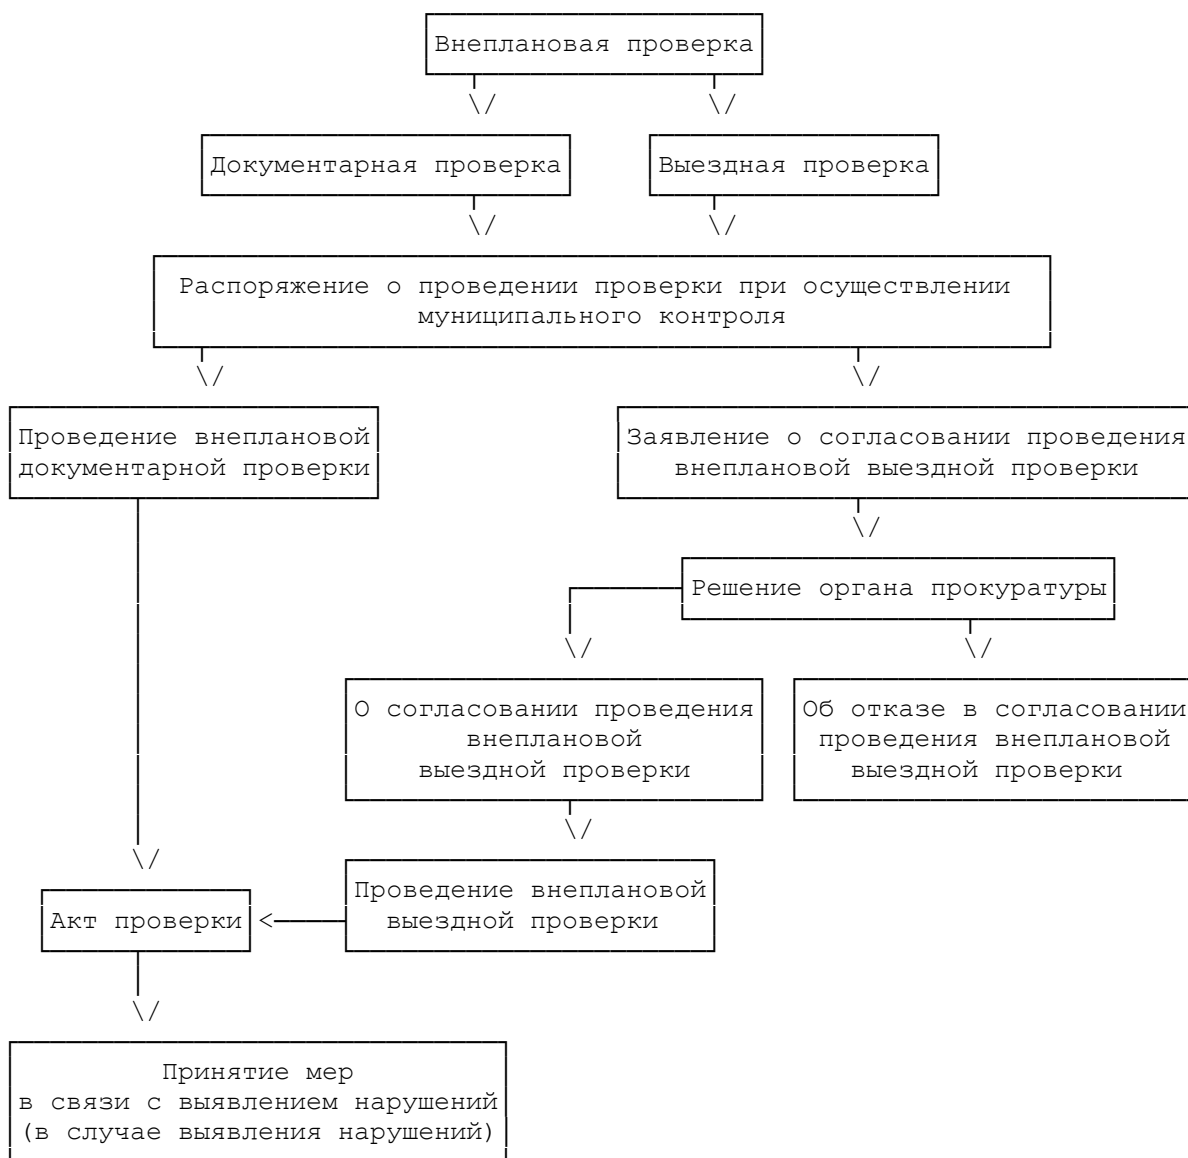 Внеплановая проверка
Документарная проверка
Выездная проверка
Распоряжение о проведении проверки при осуществлении
муниципального контроля
Проведение внеплановой
документарной проверки
Заявление о согласовании проведения
внеплановой выездной проверки
Решение органа прокуратуры
О согласовании проведения
внеплановой
выездной проверки
Об отказе в согласовании
проведения внеплановой
выездной проверки
Проведение внеплановой
выездной проверки
Акт проверки
Принятие мер
в связи с выявлением нарушений
(в случае выявления нарушений)